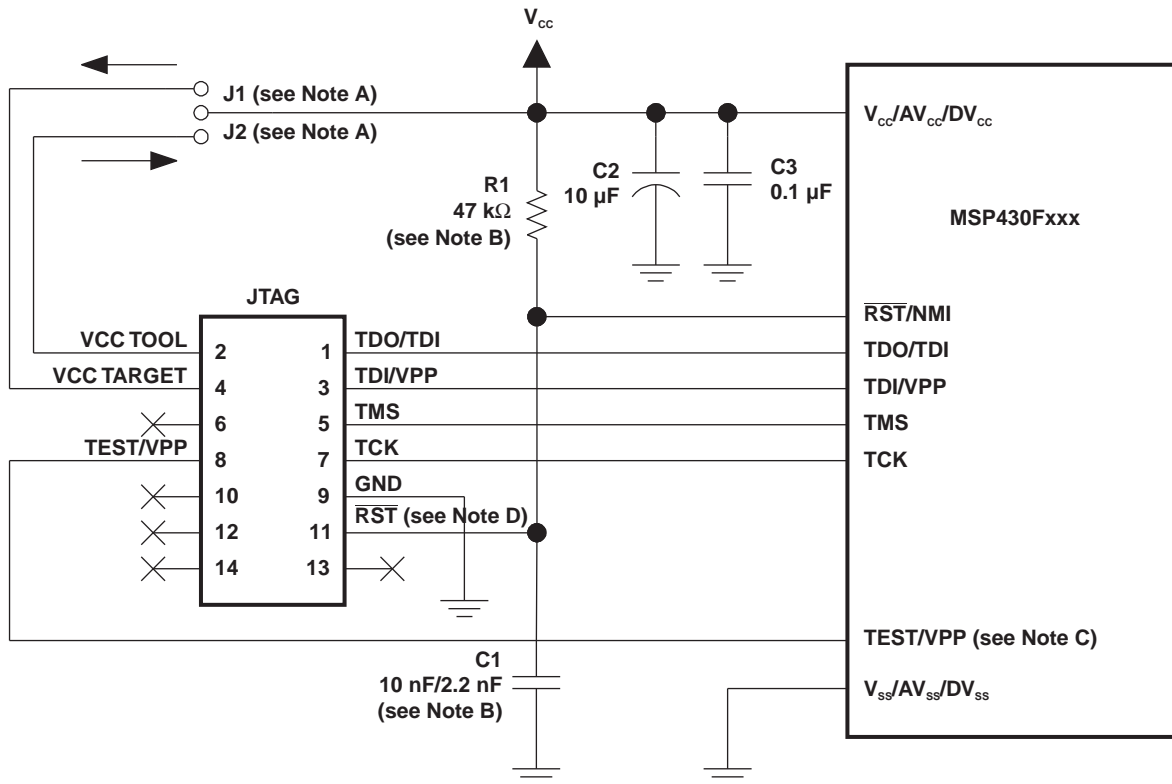 Vcc
J1 (see Note A)
J2 (see Note A)
Vcc/AVcc/DVcc
R1
47 kΩ
(see Note B)
C2
10 µF
C3
0.1 µF
MSP430Fxxx
JTAG
RST/NMI
VCC TOOL
2
1
TDO/TDI
TDO/TDI
VCC TARGET
4
3
TDI/VPP
TDI/VPP
6
5
TMS
TMS
TEST/VPP
8
7
TCK
TCK
10
9
GND
12
11
RST (see Note D)
14
13
TEST/VPP (see Note C)
C1
10 nF/2.2 nF
(see Note B)
Vss/AVss/DVss